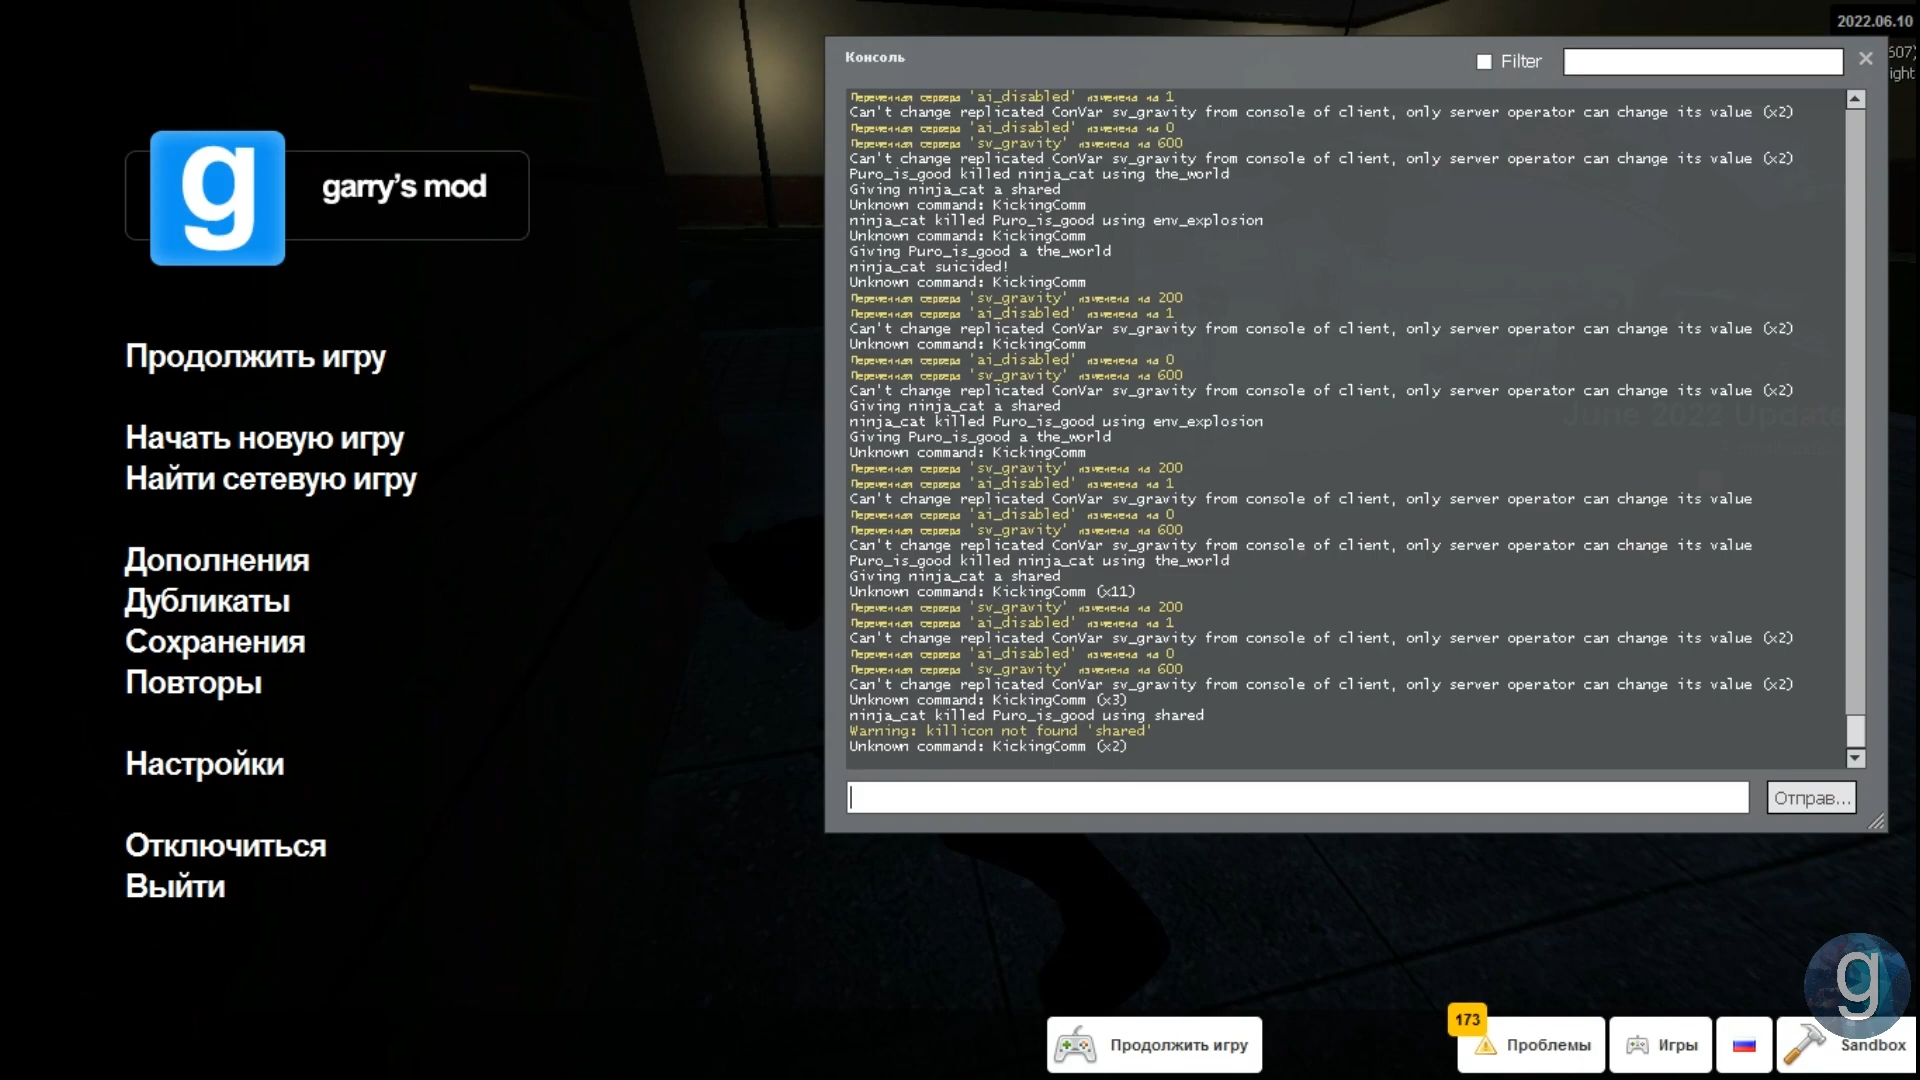 2022.06.10
g
garry's mod
Продолжить игру
Начать новую игру
Найти сетевую игру
Дополнения
Дубликаты
Сохранения
Повторы
Настройки
Отключиться
Выйти
Консоль
Filter
607)
ight
Переменная сервера 'ai_disabled' изменена на 1
Can't change replicated ConVar sv_gravity from console of client, only server operator can change its value (x2)
Переменная сервера 'ai_disabled' изменена на 0
Переменная сервера 'sv_gravity' изменена на 600
Can't change replicated ConVar sv_gravity from console of client, only server operator can change its value (x2)
Puro_is_good killed ninja_cat using the_world
Giving ninja_cat a shared
Unknown command: KickingComm
ninja_cat killed Puro_is_good using env_explosion
Unknown command: KickingComm
Giving Puro_is_good a the_world
ninja_cat suicided!
Unknown command: KickingComm
Переменная сервера 'sv_gravity' изменена на 200
Переменная сервера 'ai_disabled' изменена на 1
Can't change replicated ConVar sv_gravity from console of client, only server operator can change its value (x2)
Unknown command: KickingComm
Переменная сервера 'ai_disabled' изменена на 0
Переменная сервера 'sv_gravity' изменена на 600
Can't change replicated ConVar sv_gravity from console of client, only server operator can change its value (x2)
Giving ninja_cat a shared
ninja_cat killed Puro_is_good using env_explosion
Giving Puro_is_good a the_world
Unknown command: KickingComm
Переменная сервера 'sv_gravity' изменена на 200
Переменная сервера 'ai_disabled' изменена на 1
Can't change replicated ConVar sv_gravity from console of client, only server operator can change its value
Переменная сервера 'ai_disabled' изменена на 0
Переменная сервера 'sv_gravity' изменена на 600
Can't change replicated ConVar sv_gravity from console of client, only server operator can change its value
Puro_is_good killed ninja_cat using the_world
Giving ninja_cat a shared
Unknown command: KickingComm (x11)
Переменная сервера 'sv_gravity' изменена на 200
Переменная сервера 'ai_disabled' изменена на 1
Can't change replicated ConVar sv_gravity from console of client, only server operator can change its value (x2)
Переменная сервера 'ai_disabled' изменена на 0
Переменная сервера 'sv_gravity' изменена на 600
Can't change replicated ConVar sv_gravity from console of client, only server operator can change its value (x2)
Unknown command: KickingComm (x3)
ninja_cat killed Puro_is_good using shared
Warning: killicon not found 'shared'
Unknown command: KickingComm (x2)
June 2022 Update
Отправ...
g
Продолжить игру
173
Проблемы
Игры
Sandbox